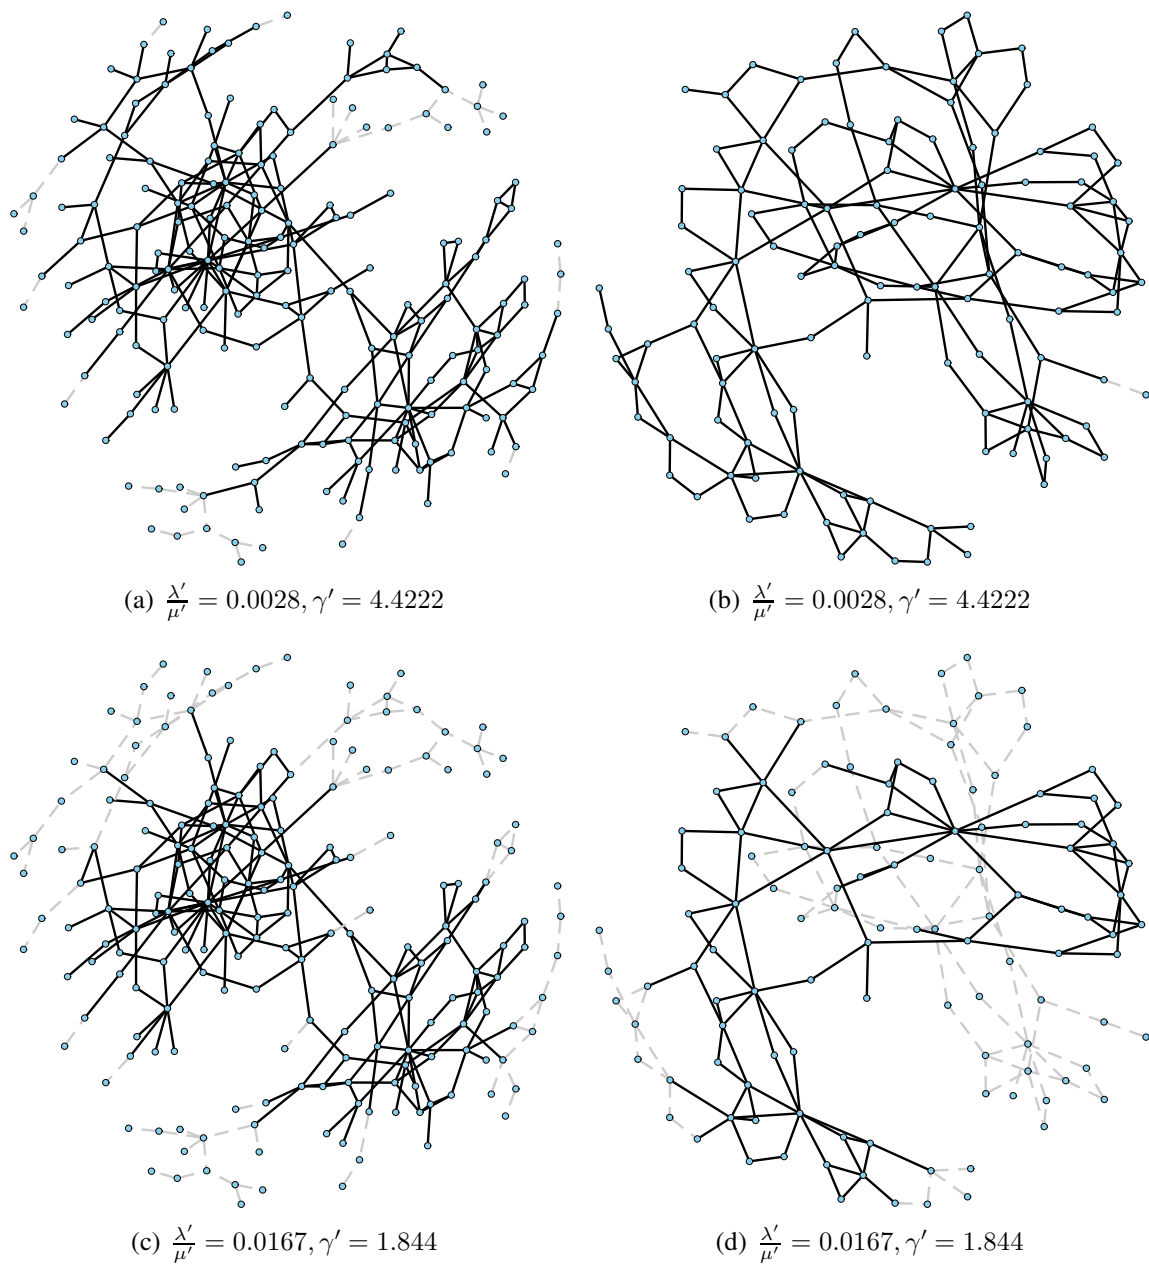 (a) λ′/μ′ = 0.0028, γ′ = 4.4222
(b) λ′/μ′ = 0.0028, γ′ = 4.4222
(c) λ′/μ′ = 0.0167, γ′ = 1.844
(d) λ′/μ′ = 0.0167, γ′ = 1.844